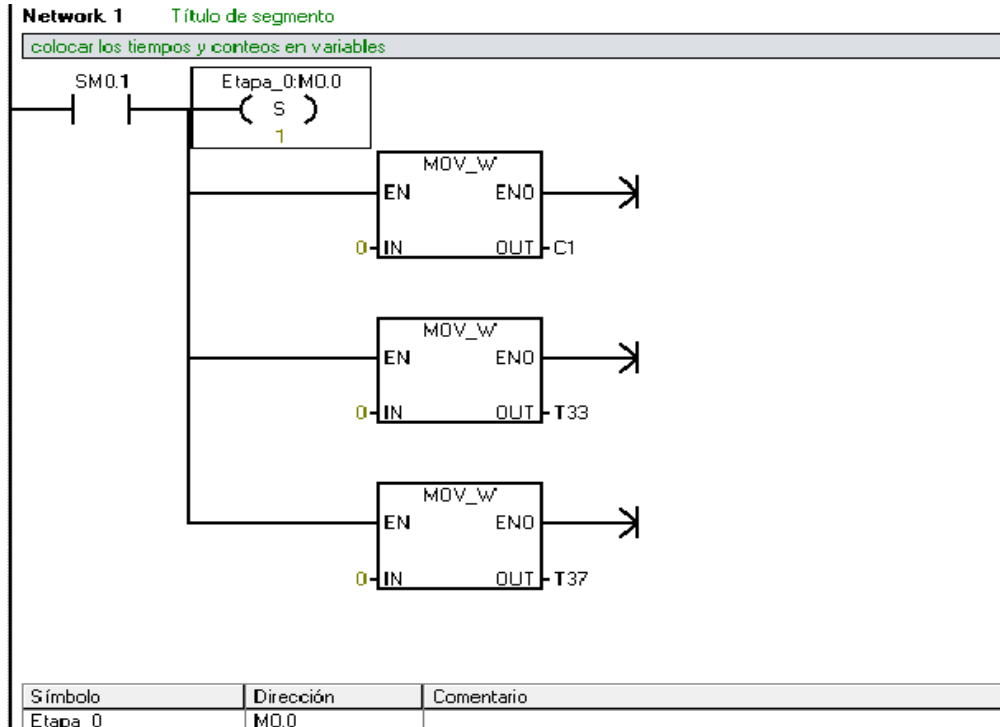 Network 1 Título de segmento
colocar los tiempos y conteos en variables
SM0.1
Etapa_0:M0.0
S
1
MOV_W
EN ENO
0 IN OUT C1
MOV_W
EN ENO
0 IN OUT T33
MOV_W
EN ENO
0 IN OUT T37
Símbolo Dirección Comentario
Etapa_0 M0.0